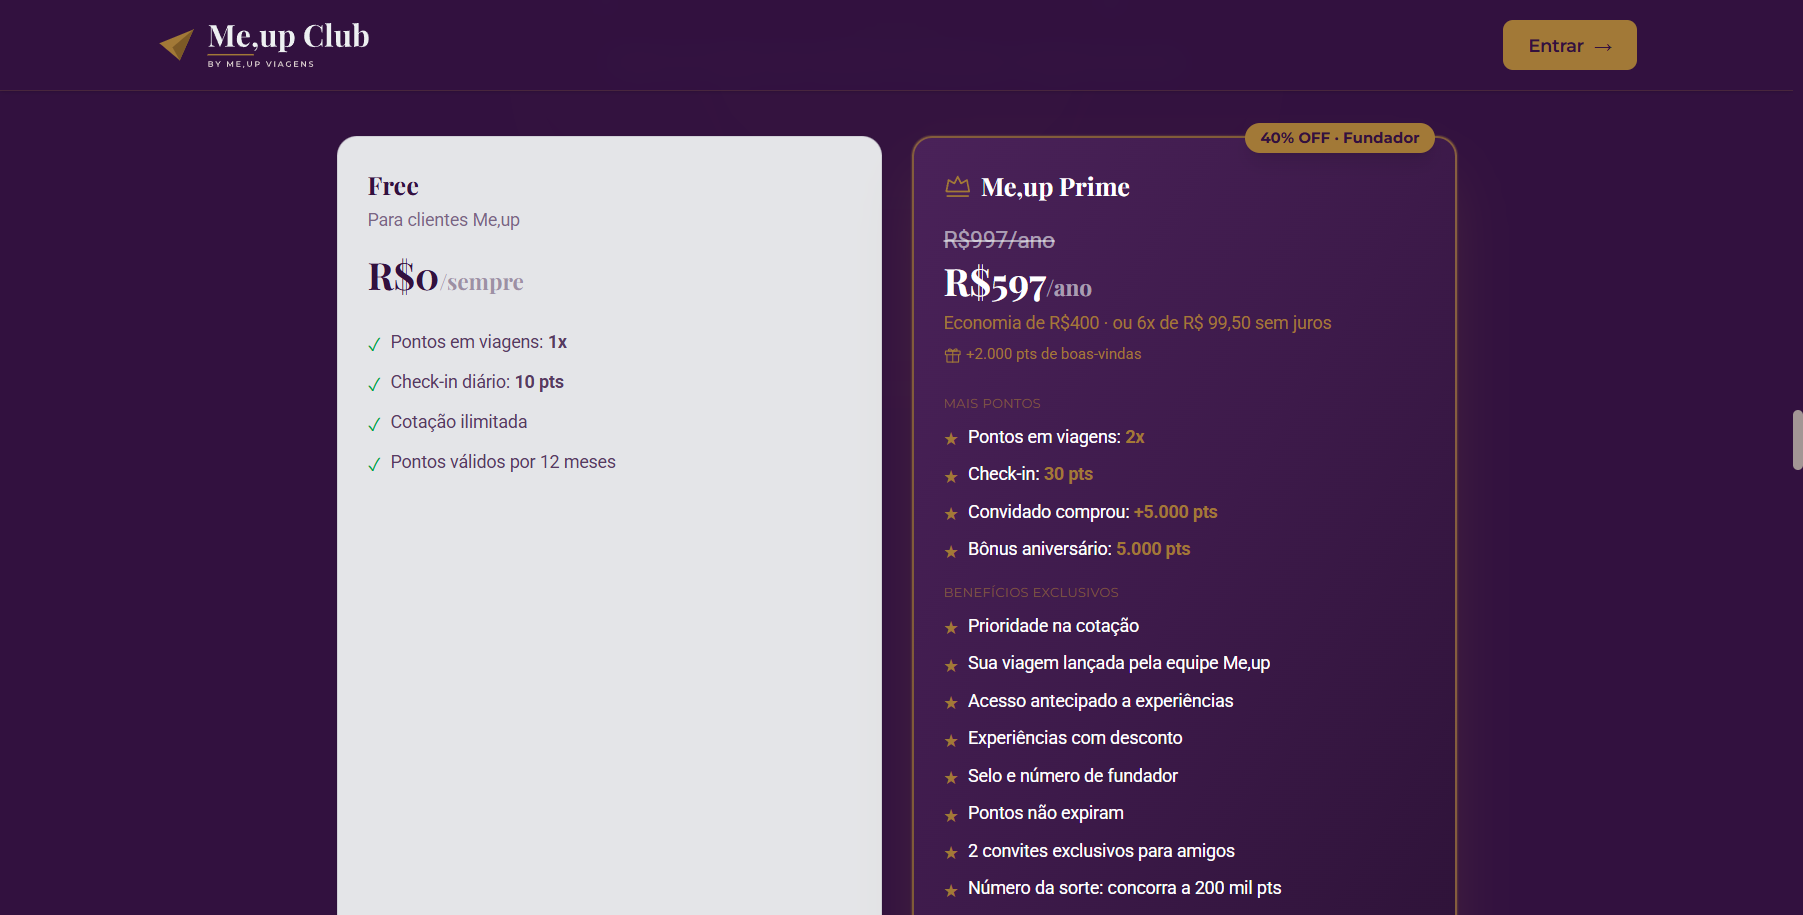 Me,up Club
BY ME,UP VIAGENS
Entrar →
Free
Para clientes Me,up
R$0/sempre
✓ Pontos em viagens: 1x
✓ Check-in diário: 10 pts
✓ Cotação ilimitada
✓ Pontos válidos por 12 meses
40% OFF · Fundador
Me,up Prime
R$997/ano
R$597/ano
Economia de R$400 · ou 6x de R$ 99,50 sem juros
+2.000 pts de boas-vindas
MAIS PONTOS
★ Pontos em viagens: 2x
★ Check-in: 30 pts
★ Convidado comprou: +5.000 pts
★ Bônus aniversário: 5.000 pts
BENEFÍCIOS EXCLUSIVOS
★ Prioridade na cotação
★ Sua viagem lançada pela equipe Me,up
★ Acesso antecipado a experiências
★ Experiências com desconto
★ Selo e número de fundador
★ Pontos não expiram
★ 2 convites exclusivos para amigos
★ Número da sorte: concorra a 200 mil pts